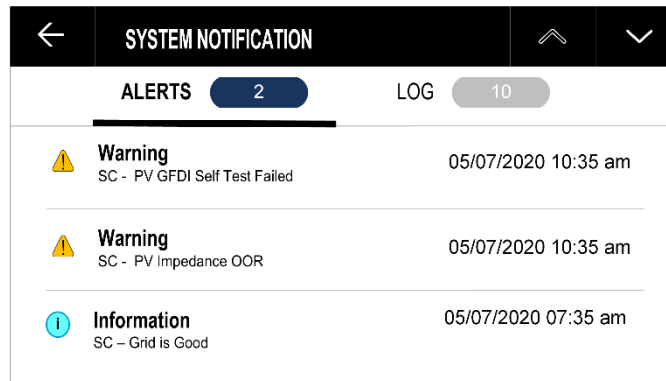 SYSTEM NOTIFICATION
ALERTS 2 LOG 10
Warning
SC - PV GFDI Self Test Failed
05/07/2020 10:35 am
Warning
SC - PV Impedance OOR
05/07/2020 10:35 am
Information
SC – Grid is Good
05/07/2020 07:35 am